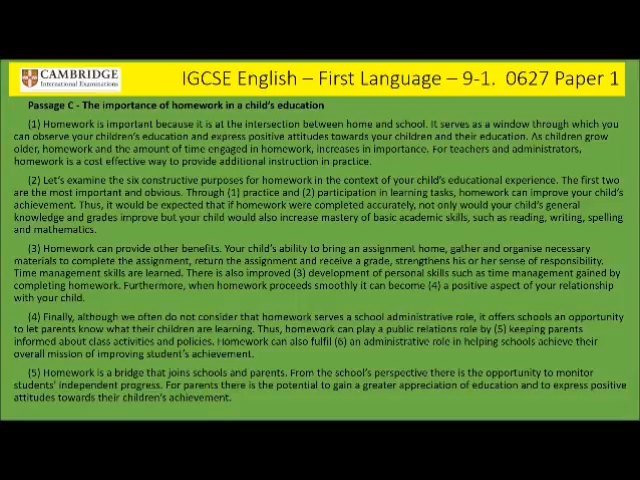 CAMBRIDGE
International Examinations
IGCSE English – First Language – 9-1. 0627 Paper 1
Passage C - The importance of homework in a child's education
(1) Homework is important because it is at the intersection between home and school. It serves as a window through which you
can observe your children's education and express positive attitudes towards your children and their education. As children grow
older, homework and the amount of time engaged in homework, increases in importance. For teachers and administrators,
homework is a cost effective way to provide additional instruction in practice.
(2) Let's examine the six constructive purposes for homework in the context of your child's educational experience. The first two
are the most important and obvious. Through (1) practice and (2) participation in learning tasks, homework can improve your child's
achievement. Thus, it would be expected that if homework were completed accurately, not only would your child's general
knowledge and grades improve but your child would also increase mastery of basic academic skills, such as reading, writing, spelling
and mathematics.
(3) Homework can provide other benefits. Your child's ability to bring an assignment home, gather and organise necessary
materials to complete the assignment, return the assignment and receive a grade, strengthens his or her sense of responsibility.
Time management skills are learned. There is also improved (3) development of personal skills such as time management gained by
completing homework. Furthermore, when homework proceeds smoothly it can become (4) a positive aspect of your relationship
with your child.
(4) Finally, although we often do not consider that homework serves a school administrative role, it offers schools an opportunity
to let parents know what their children are learning. Thus, homework can play a public relations role by (5) keeping parents
informed about class activities and policies. Homework can also fulfil (6) an administrative role in helping schools achieve their
overall mission of improving student's achievement.
(5) Homework is a bridge that joins schools and parents. From the school's perspective there is the opportunity to monitor
students' independent progress. For parents there is the potential to gain a greater appreciation of education and to express positive
attitudes towards their children's achievement.